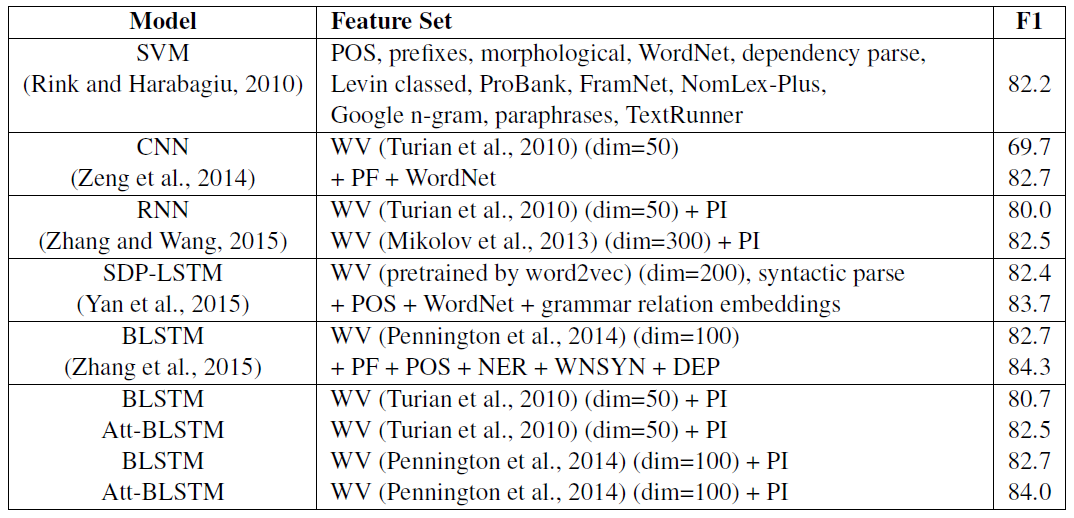 Model Feature Set F1
SVM POS, prefixes, morphological, WordNet, dependency parse,
(Rink and Harabagiu, 2010) Levin classed, ProBank, FramNet, NomLex-Plus, 82.2
Google n-gram, paraphrases, TextRunner
CNN WV (Turian et al., 2010) (dim=50) 69.7
(Zeng et al., 2014) + PF + WordNet 82.7
RNN WV (Turian et al., 2010) (dim=50) + PI 80.0
(Zhang and Wang, 2015) WV (Mikolov et al., 2013) (dim=300) + PI 82.5
SDP-LSTM WV (pretrained by word2vec) (dim=200), syntactic parse 82.4
(Yan et al., 2015) + POS + WordNet + grammar relation embeddings 83.7
BLSTM WV (Pennington et al., 2014) (dim=100) 82.7
(Zhang et al., 2015) + PF + POS + NER + WNSYN + DEP 84.3
BLSTM WV (Turian et al., 2010) (dim=50) + PI 80.7
Att-BLSTM WV (Turian et al., 2010) (dim=50) + PI 82.5
BLSTM WV (Pennington et al., 2014) (dim=100) + PI 82.7
Att-BLSTM WV (Pennington et al., 2014) (dim=100) + PI 84.0